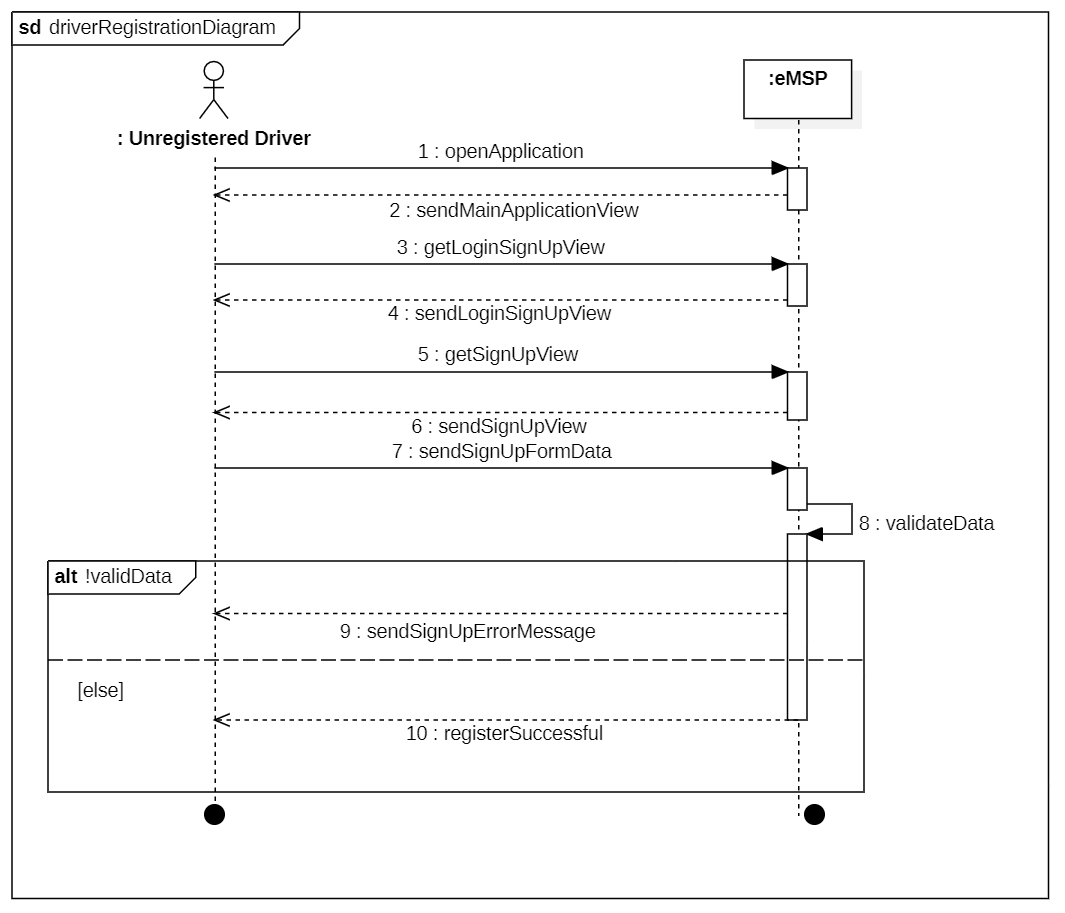 sd driverRegistrationDiagram
:eMSP
: Unregistered Driver
1 : openApplication
2 : sendMainApplicationView
3 : getLoginSignUpView
4 : sendLoginSignUpView
5 : getSignUpView
6 : sendSignUpView
7 : sendSignUpFormData
8 : validateData
alt !validData
9 : sendSignUpErrorMessage
[else]
10 : registerSuccessful